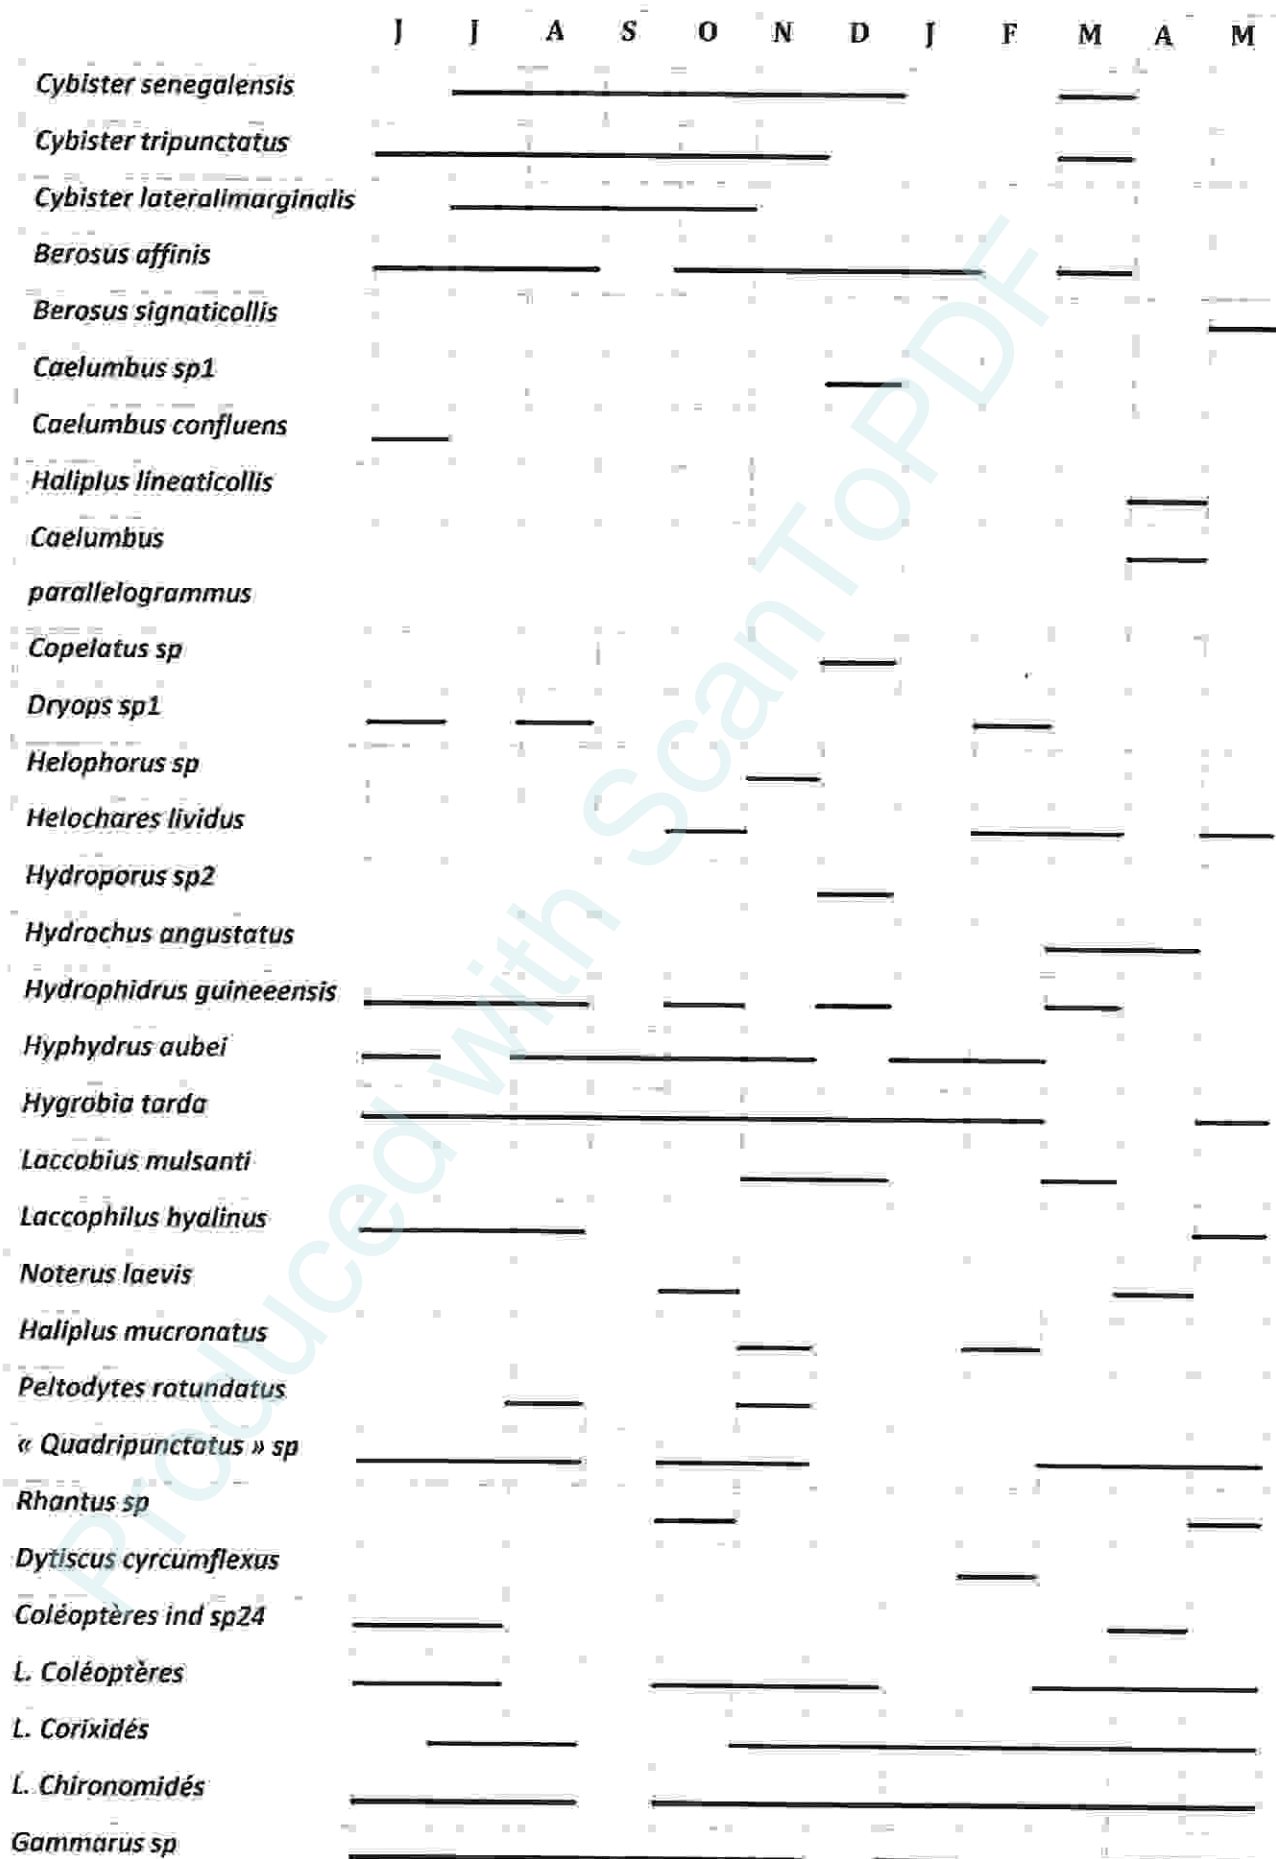 J J A S O N D J F M A M
Cybister senegalensis
Cybister tripunctatus
Cybister lateralimarginalis
Berosus affinis
Berosus signaticollis
Caelumbus sp1
Caelumbus confluens
Haliplus lineaticollis
Caelumbus
parallelogrammus
Copelatus sp
Dryops sp1
Helophorus sp
Helochares lividus
Hydroporus sp2
Hydrochus angustatus
Hydrophidrus guineeensis
Hyphydrus aubei
Hygrobia tarda
Laccobius mulsanti
Laccophilus hyalinus
Noterus laevis
Haliplus mucronatus
Peltodytes rotundatus
« Quadripunctatus » sp
Rhantus sp
Dytiscus cyrcumflexus
Coléoptères ind sp24
L. Coléoptères
L. Corixidés
L. Chironomidés
Gammarus sp
Produced with ScanToPDF